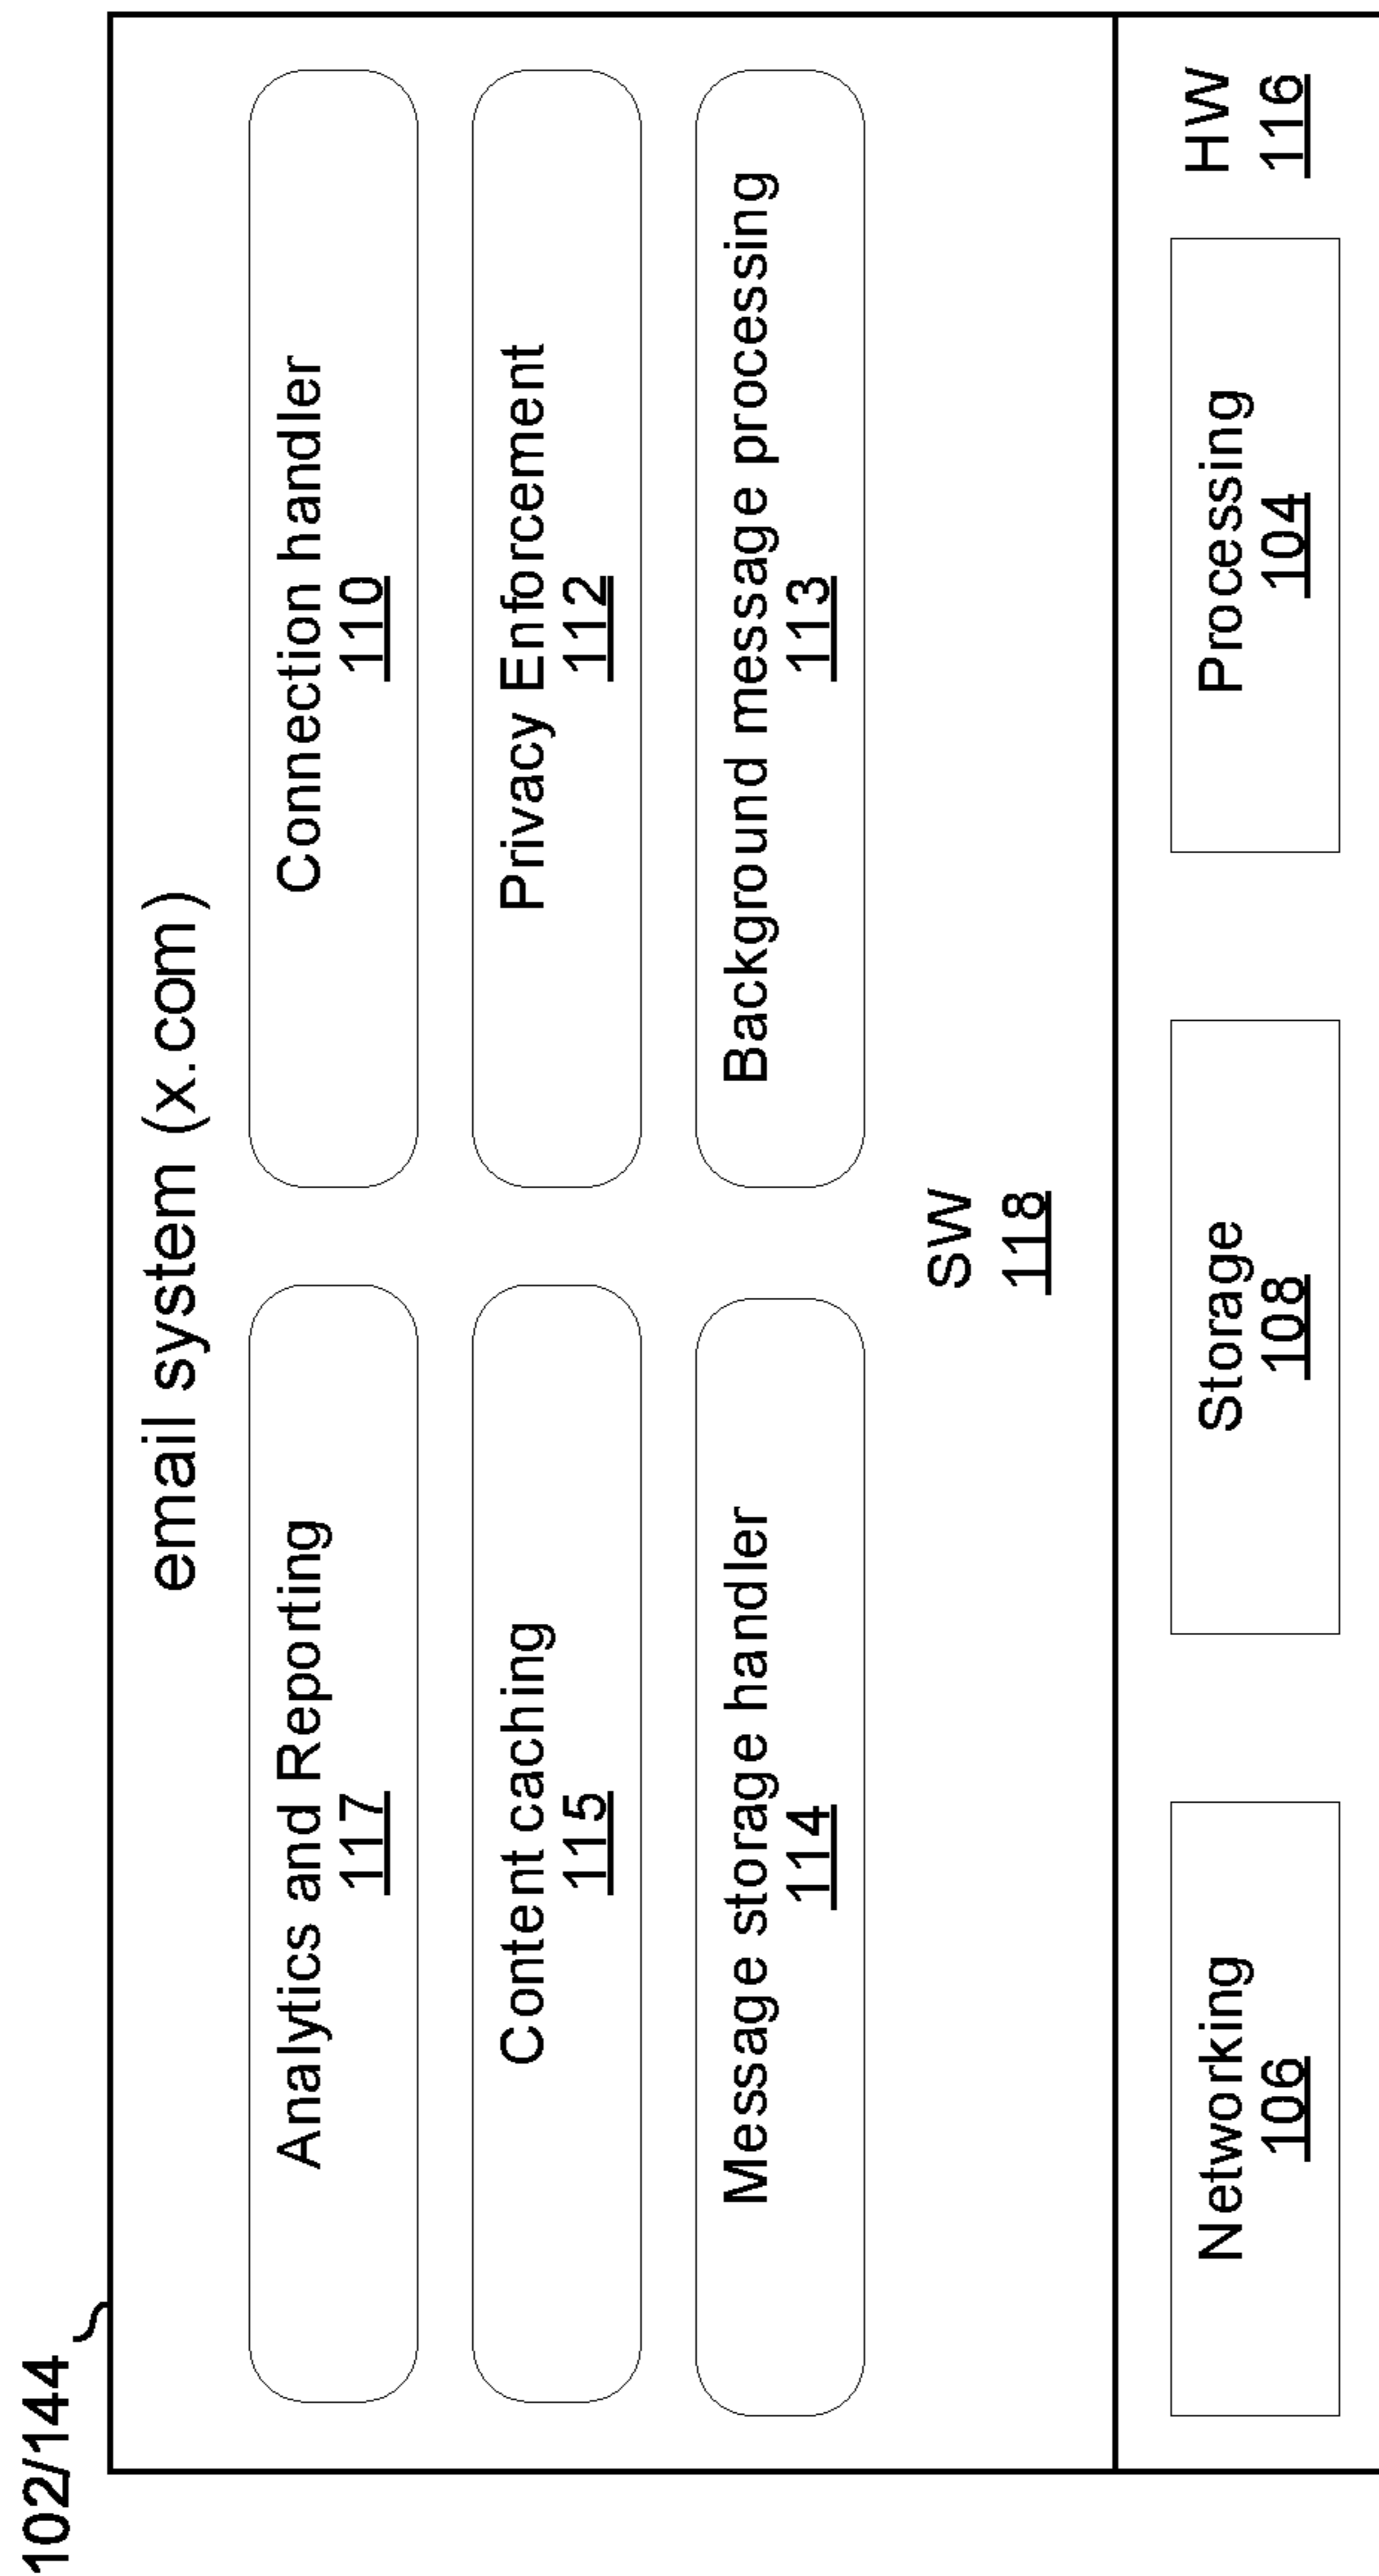 102/144
email system (x.com)
Analytics and Reporting
117
Connection handler
110
Content caching
115
Privacy Enforcement
112
Message storage handler
114
Background message processing
113
SW
118
Networking
106
Storage
108
Processing
104
HW
116